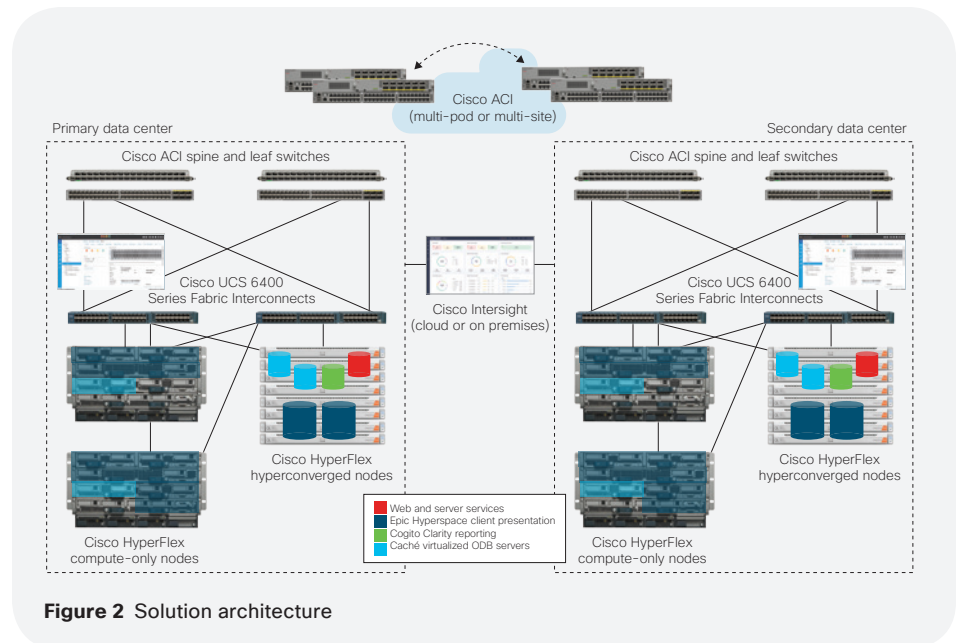 Cisco ACI
(multi-pod or multi-site)
Primary data center
Secondary data center
Cisco ACI spine and leaf switches
Cisco ACI spine and leaf switches
Cisco UCS 6400
Series Fabric Interconnects
Cisco Intersight
(cloud or on premises)
Cisco UCS 6400
Series Fabric Interconnects
Cisco HyperFlex
hyperconverged nodes
Cisco HyperFlex
hyperconverged nodes
Web and server services
Epic Hyperspace client presentation
Cogito Clarity reporting
Caché virtualized ODB servers
Cisco HyperFlex
compute-only nodes
Cisco HyperFlex
compute-only nodes
Figure 2 Solution architecture